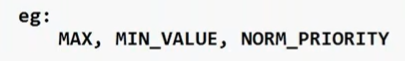 eg:
MAX, MIN_VALUE, NORM_PRIORITY